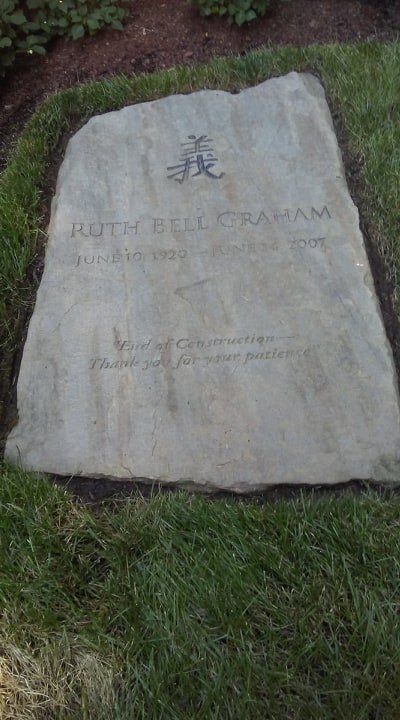 義
RUTH BELL GRAHAM
JUNE 10, 1920 — JUNE 14, 2007
"End of Construction—
Thank you for your patience"